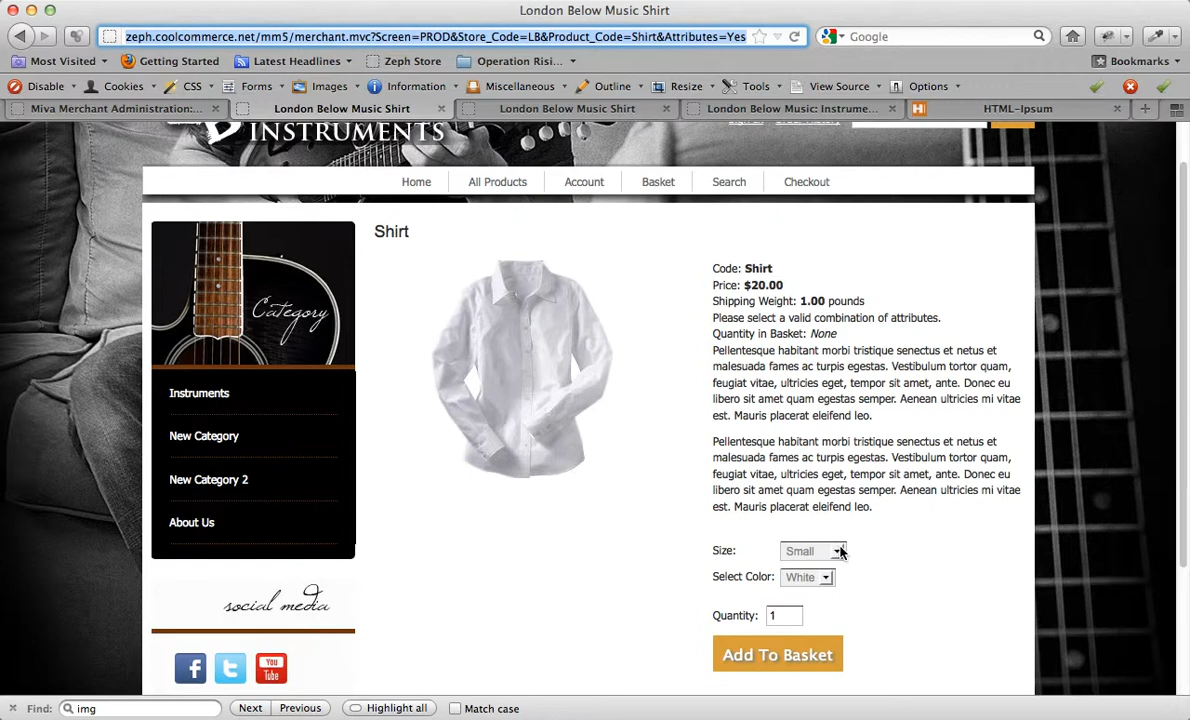 London Below Music Shirt
zeph.coolcommerce.net/mm5/merchant.mvc?Screen=PROD&Store_Code=LB&Product_Code=Shirt&Attributes=Yes
Google
Most Visited
Getting Started
Latest Headlines
Zeph Store
Operation Risi...
Bookmarks
Disable
Cookies
CSS
Forms
Images
Information
Miscellaneous
Outline
Resize
Tools
View Source
Options
Miva Merchant Administration:...
London Below Music Shirt
London Below Music Shirt
London Below Music: Instrume...
HTML-Ipsum
INSTRUMENTS
Home
All Products
Account
Basket
Search
Checkout
Category
Instruments
New Category
New Category 2
About Us
social media
You
Tube
Shirt
Code: Shirt
Price: $20.00
Shipping Weight: 1.00 pounds
Please select a valid combination of attributes.
Quantity in Basket: None
Pellentesque habitant morbi tristique senectus et netus et
malesuada fames ac turpis egestas. Vestibulum tortor quam,
feugiat vitae, ultricies eget, tempor sit amet, ante. Donec eu
libero sit amet quam egestas semper. Aenean ultricies mi vitae
est. Mauris placerat eleifend leo.
Pellentesque habitant morbi tristique senectus et netus et
malesuada fames ac turpis egestas. Vestibulum tortor quam,
feugiat vitae, ultricies eget, tempor sit amet, ante. Donec eu
libero sit amet quam egestas semper. Aenean ultricies mi vitae
est. Mauris placerat eleifend leo.
Size: Small
Select Color: White
Quantity: 1
Add To Basket
Find: img
Next
Previous
Highlight all
Match case